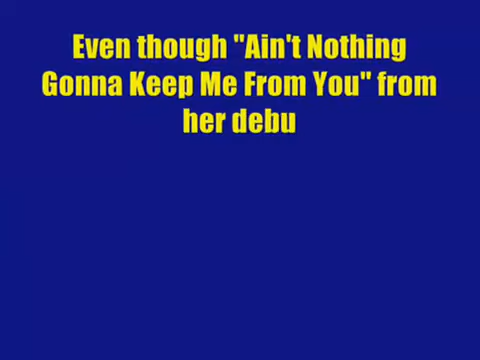 Even though "Ain't Nothing
Gonna Keep Me From You" from
her debu